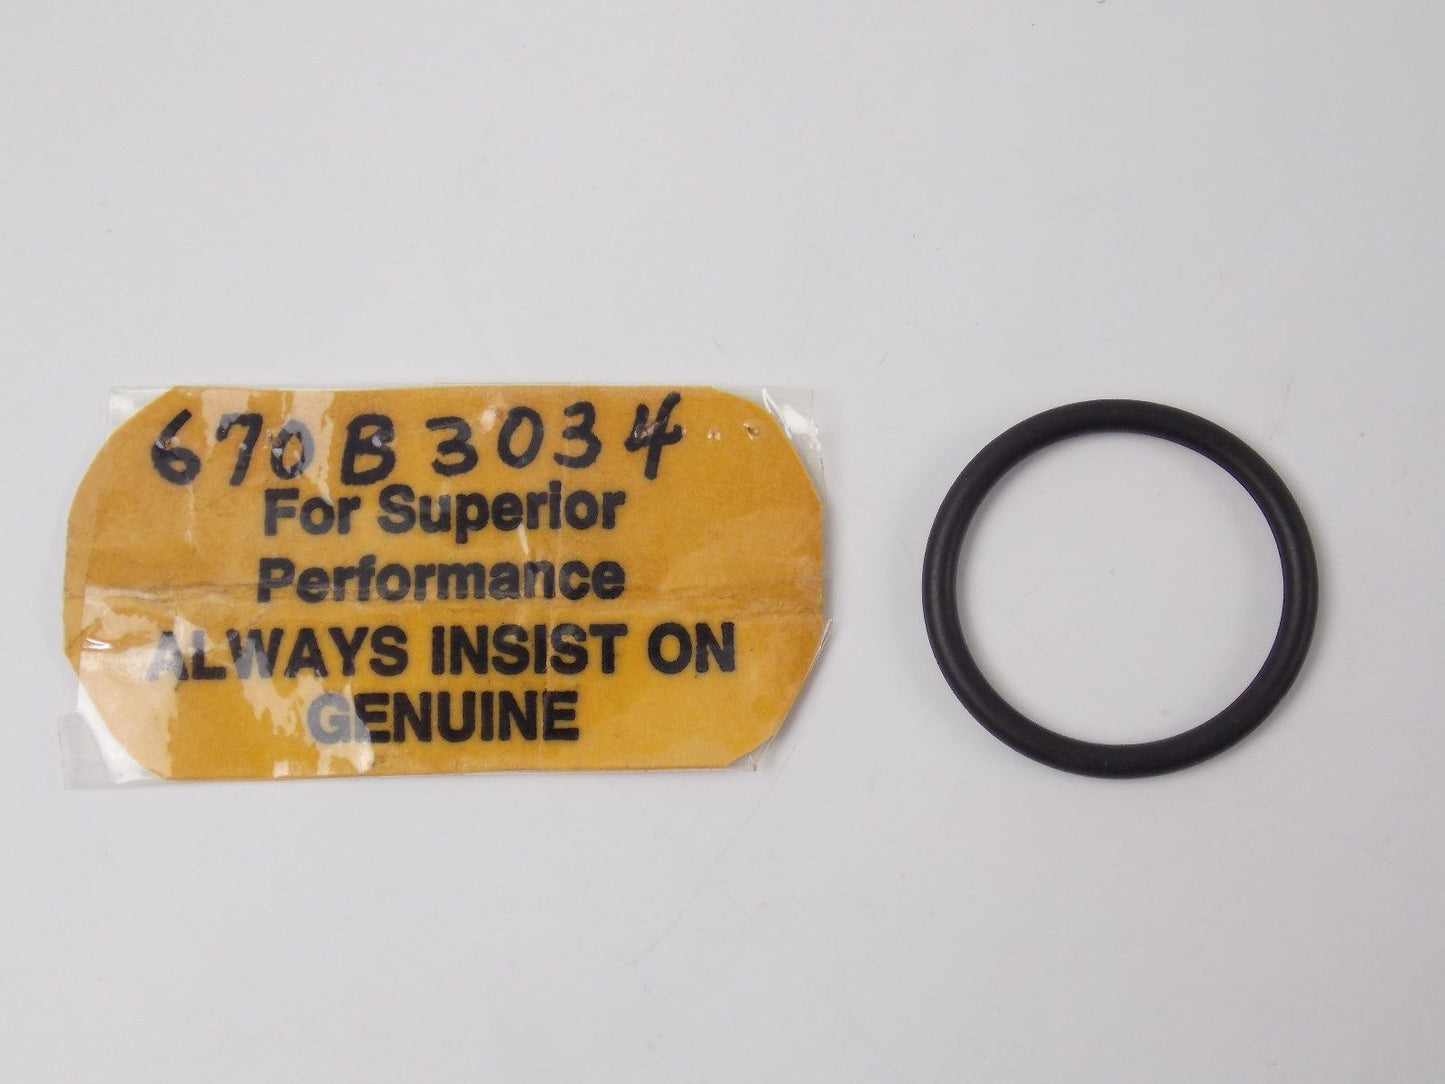 670B3034
For Superior
Performance
ALWAYS INSIST ON
GENUINE